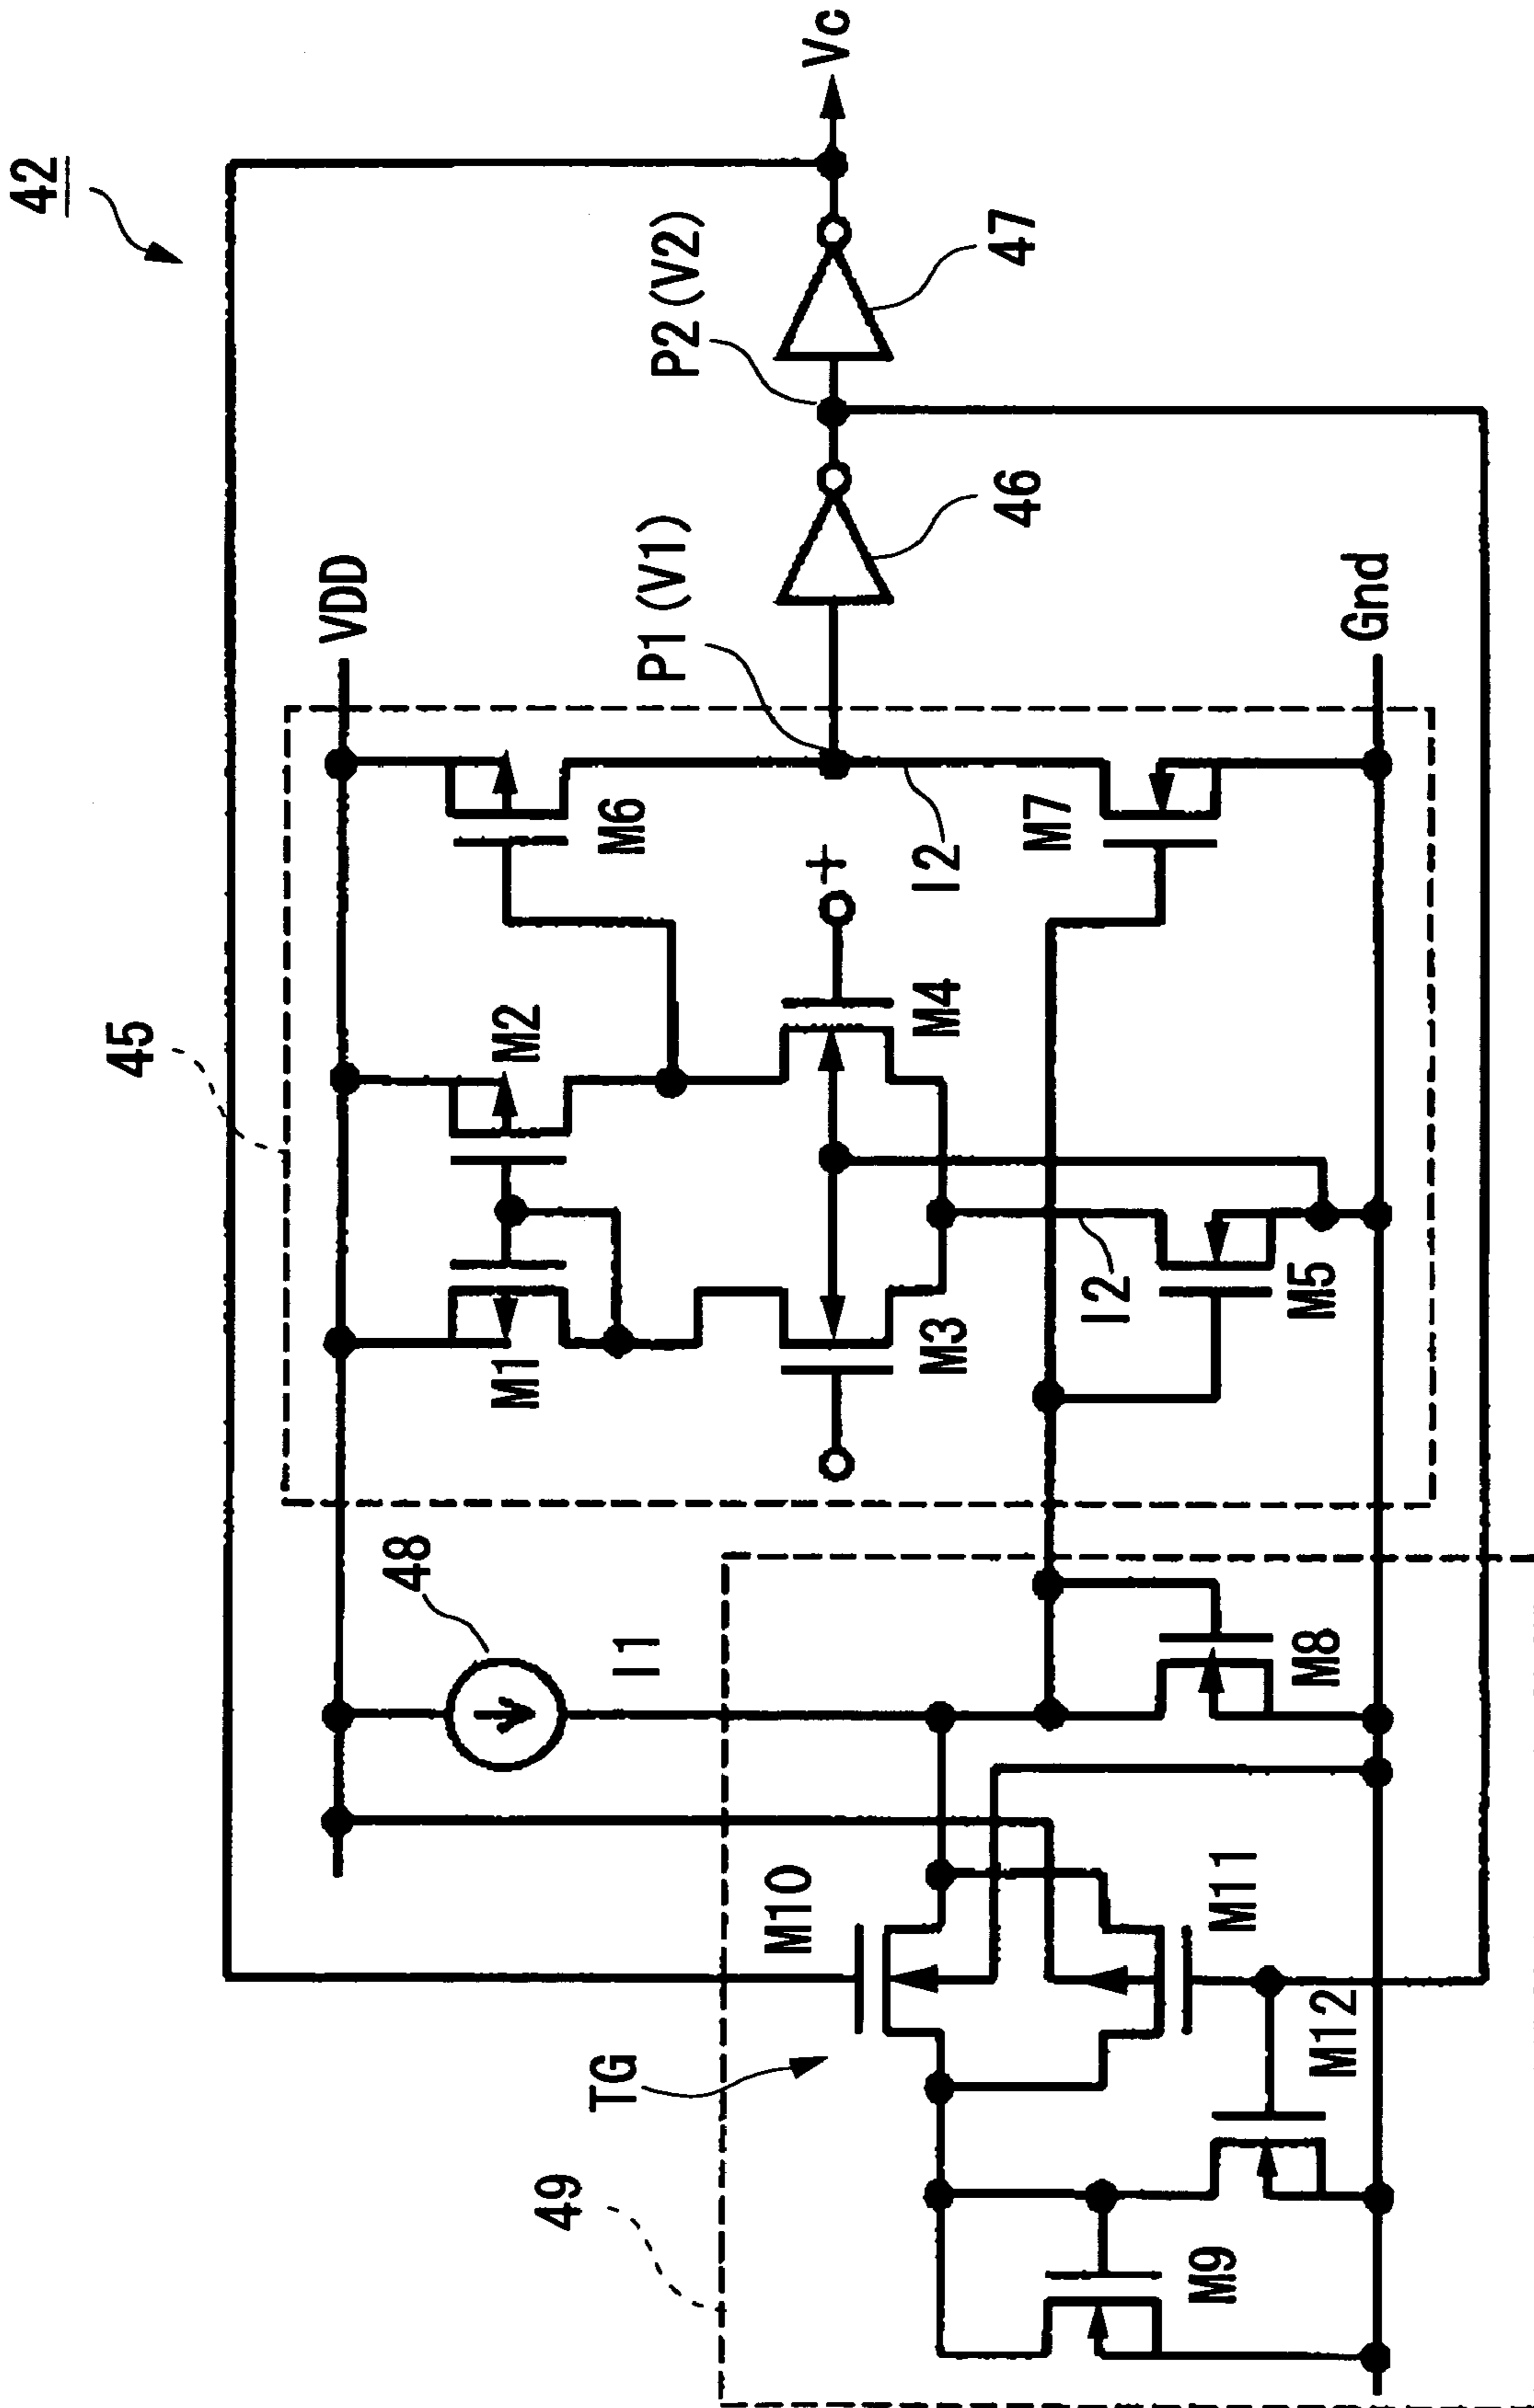 42
45
VDD
48
I1
M1
M2
M6
P1(V1)
P2(V2)
Vc
46
47
+
M3
M4
I2
I2
M5
M7
Gnd
M8
M10
M11
TG
M12
49
M9